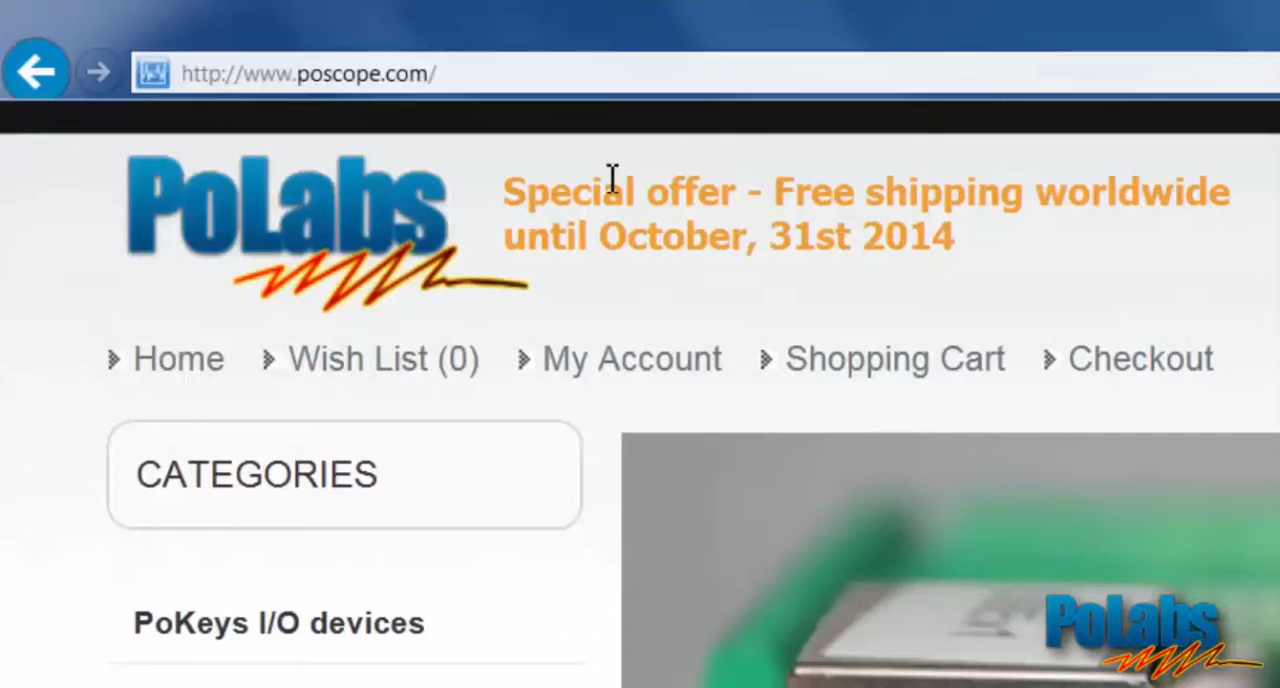 http://www.poscope.com/
PoLabs
Special offer - Free shipping worldwide
until October, 31st 2014
Home
Wish List (0)
My Account
Shopping Cart
Checkout
CATEGORIES
PoKeys I/O devices
PoLabs